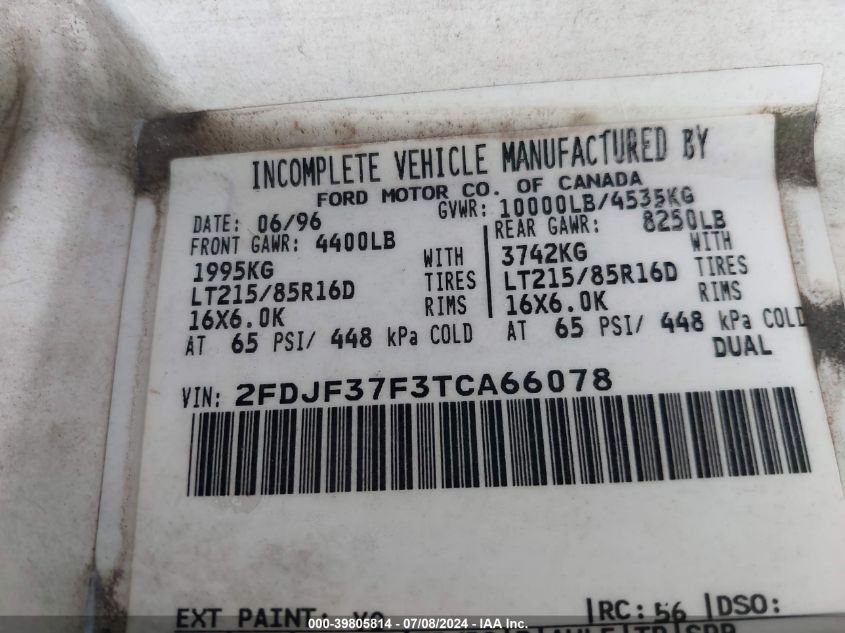 INCOMPLETE VEHICLE MANUFACTURED BY
FORD MOTOR CO. OF CANADA
DATE: 06/96 GVWR: 10000LB/4535KG
FRONT GAWR: 4400LB REAR GAWR: 8250LB
1995KG WITH 3742KG WITH
LT215/85R16D TIRES LT215/85R16D TIRES
16X6.0K RIMS 16X6.0K RIMS
AT 65 PSI/ 448 kPa COLD AT 65 PSI/ 448 kPa COLD
DUAL
VIN: 2FDJF37F3TCA66078
EXT PAINT: RC: 56 DSO:
000-39805814 - 07/08/2024 - IAA Inc.